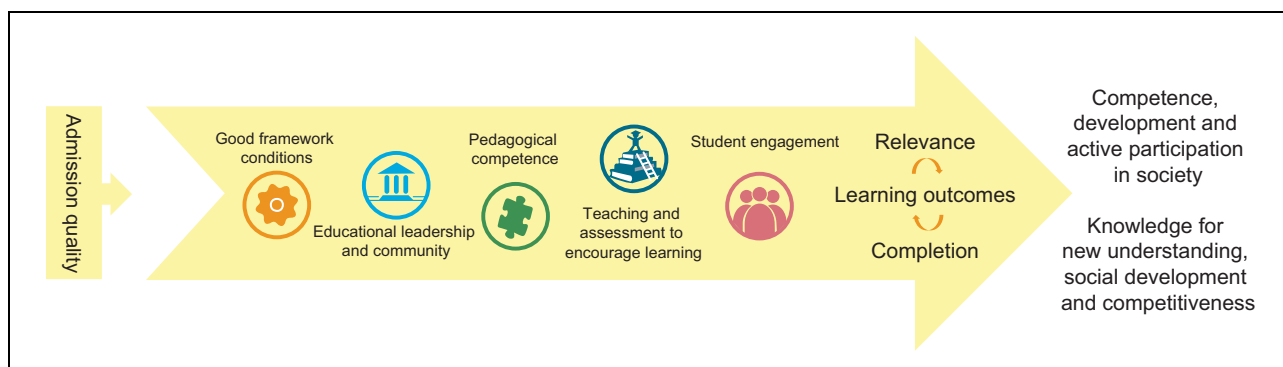 Admission quality
Good framework
conditions
Educational leadership
and community
Pedagogical
competence
Teaching and
assessment to
encourage learning
Student engagement
Relevance
Learning outcomes
Completion
Competence,
development and
active participation
in society
Knowledge for
new understanding,
social development
and competitiveness